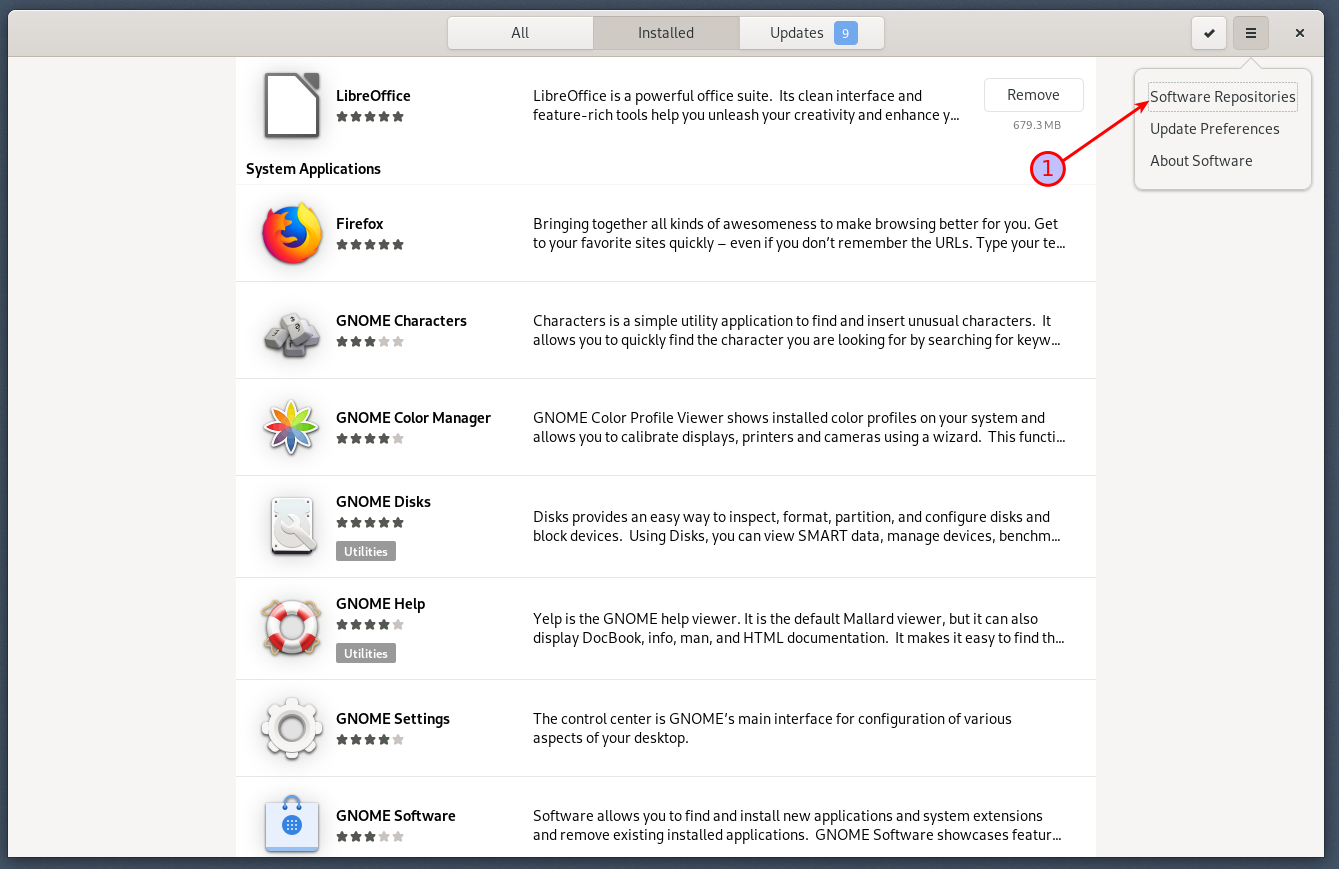 All
Installed
Updates 9
Software Repositories
Update Preferences
About Software
1
LibreOffice
LibreOffice is a powerful office suite.  Its clean interface and
feature-rich tools help you unleash your creativity and enhance y…
Remove
679.3 MB
System Applications
Firefox
Bringing together all kinds of awesomeness to make browsing better for you. Get
to your favorite sites quickly – even if you don’t remember the URLs. Type your te…
GNOME Characters
Characters is a simple utility application to find and insert unusual characters.  It
allows you to quickly find the character you are looking for by searching for keyw…
GNOME Color Manager
GNOME Color Profile Viewer shows installed color profiles on your system and
allows you to calibrate displays, printers and cameras using a wizard.  This functi…
GNOME Disks
Utilities
Disks provides an easy way to inspect, format, partition, and configure disks and
block devices.  Using Disks, you can view SMART data, manage devices, benchm…
GNOME Help
Utilities
Yelp is the GNOME help viewer. It is the default Mallard viewer, but it can also
display DocBook, info, man, and HTML documentation.  It makes it easy to find th…
GNOME Settings
The control center is GNOME’s main interface for configuration of various
aspects of your desktop.
GNOME Software
Software allows you to find and install new applications and system extensions
and remove existing installed applications.  GNOME Software showcases featur…